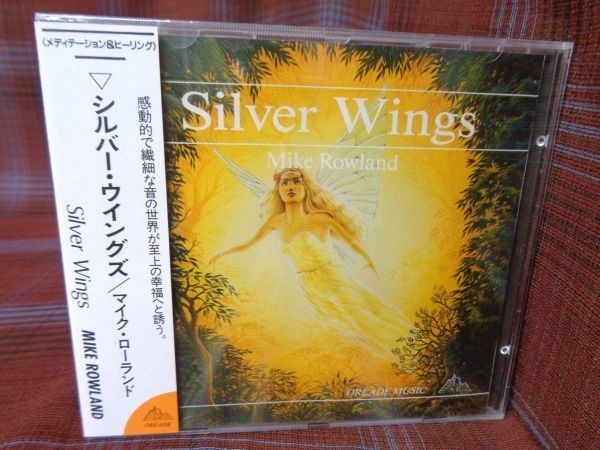 〈メディテーション&ヒーリング〉
▽シルバー・ウイングズ/マイク・ローランド
Silver Wings MIKE ROWLAND
感動的で繊細な音の世界が至上の幸福へと誘う。
OREADE
Silver Wings
Mike Rowland
OREADE MUSIC